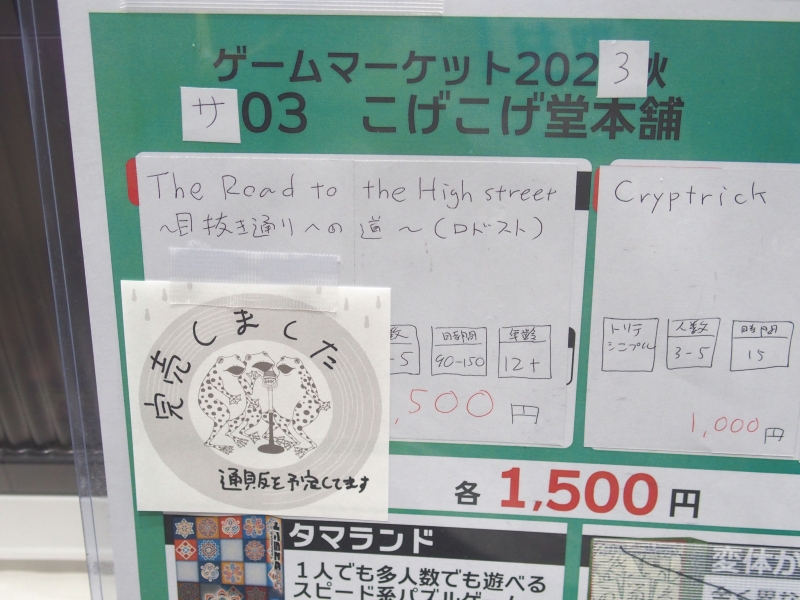 ゲームマーケット2023秋
サ03 こげこげ堂本舗
The Road to the High street
～目抜き通りへの道～(ロドスト)
数
-5
時間
90-150
年齢
12+
,500円
完売しました
通販を予定してます
Cryptrick
トリテ
シンプル
人数
3-5
時間
15
1,000円
各1,500円
タマランド
1人でも多人数でも遊べる
スピード系パズルゲーム
変体が